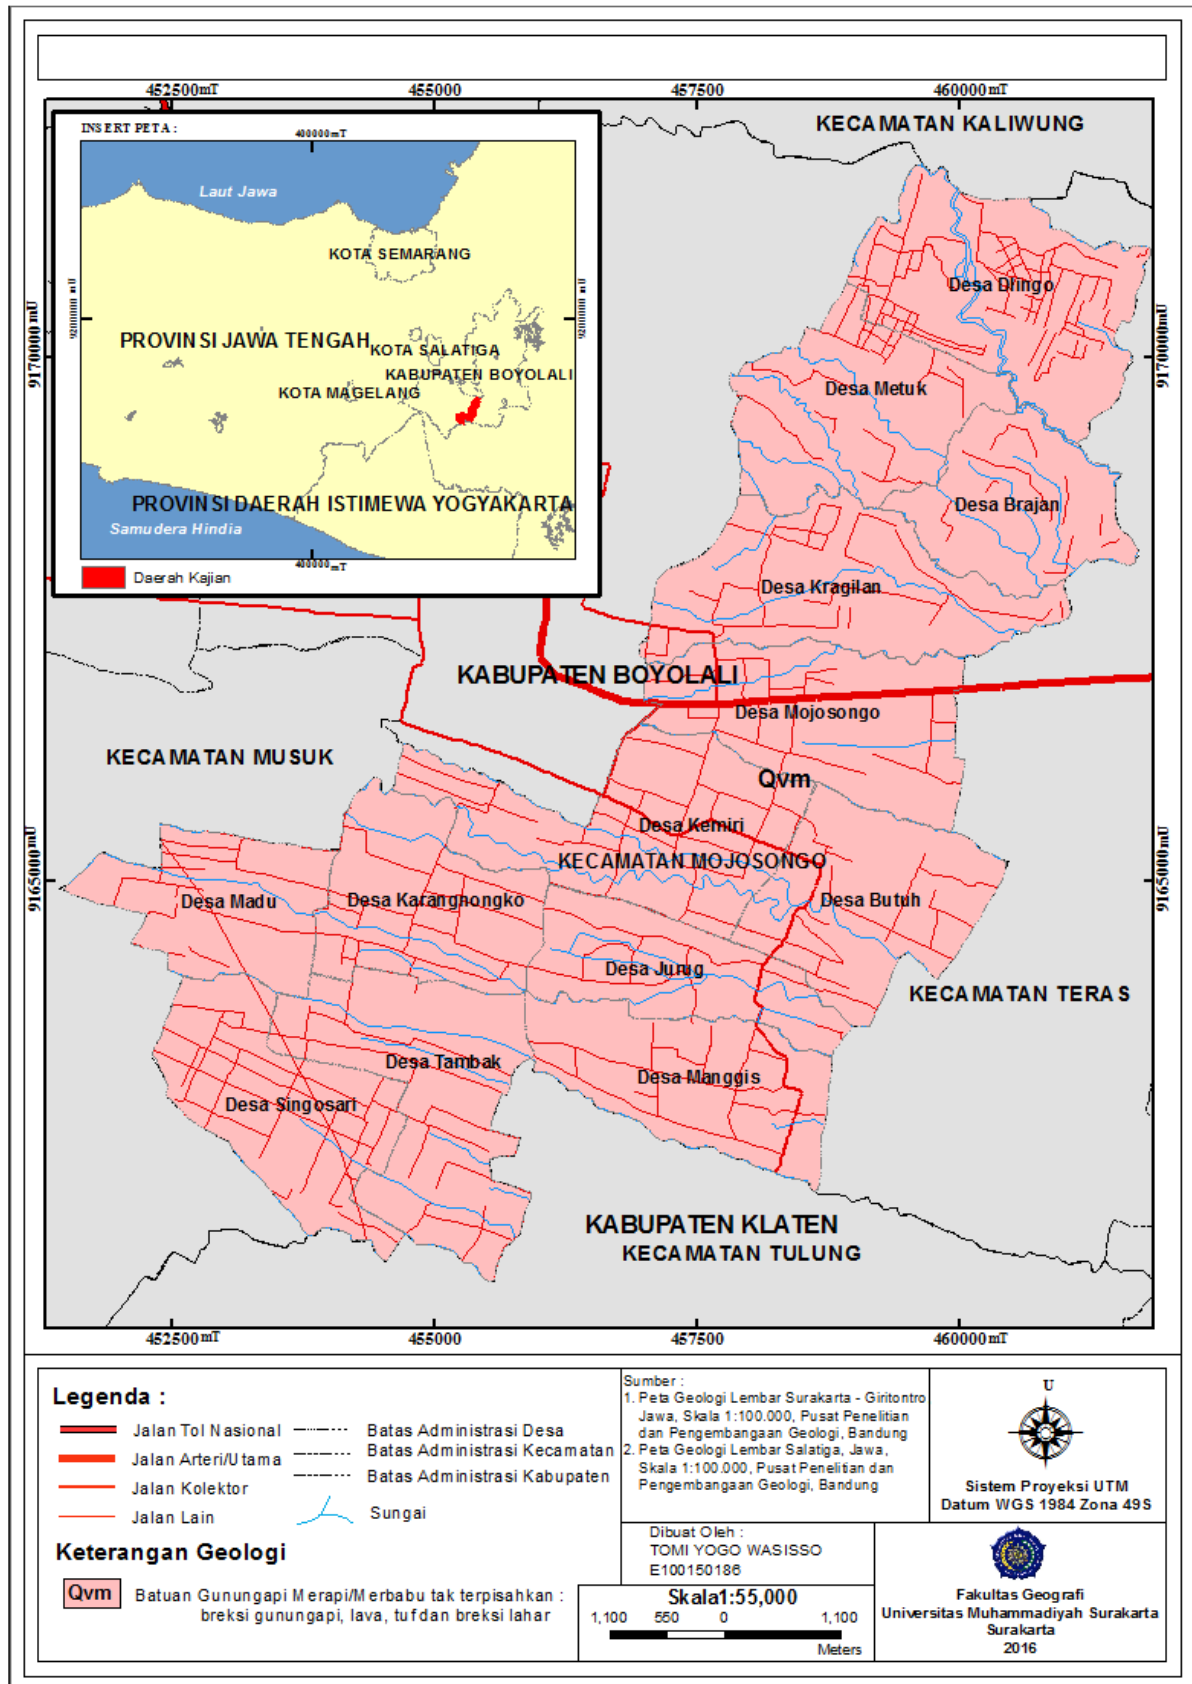 452500mT
455000
457500
460000mT
INSERT PETA :
400000mT
Laut Jawa
KOTA SEMARANG
9200000 mU
9200000 mU
PROVINSI JAWA TENGAH
KOTA SALATIGA
KABUPATEN BOYOLALI
KOTA MAGELANG
PROVINSI DAERAH ISTIMEWA YOGYAKARTA
Samudera Hindia
400000mT
Daerah Kajian
KECAMATAN KALIWUNG
Desa Dlingo
9170000mU
9170000mU
Desa Metuk
Desa Brajan
Desa Kragilan
KABUPATEN BOYOLALI
Desa Mojosongo
KECAMATAN MUSUK
Qvm
Desa Kemiri
KECAMATAN MOJOSONGO
9165000mU
9165000mU
Desa Madu
Desa Karanghongko
Desa Butuh
Desa Jurug
KECAMATAN TERAS
Desa Tambak
Desa Manggis
Desa Singosari
KABUPATEN KLATEN
KECAMATAN TULUNG
452500mT
455000
457500
460000mT
Legenda :
Jalan Tol Nasional
Jalan Arteri/Utama
Jalan Kolektor
Jalan Lain
Batas Administrasi Desa
Batas Administrasi Kecamatan
Batas Administrasi Kabupaten
Sungai
Keterangan Geologi
Qvm
Batuan Gunungapi Merapi/Merbabu tak terpisahkan :
breksi gunungapi, lava, tuf dan breksi lahar
Sumber :
1. Peta Geologi Lembar Surakarta - Giritontro
Jawa, Skala 1:100.000, Pusat Penelitian
dan Pengembangaan Geologi, Bandung
2. Peta Geologi Lembar Salatiga, Jawa,
Skala 1:100.000, Pusat Penelitian dan
Pengembangaan Geologi, Bandung
U
Sistem Proyeksi UTM
Datum WGS 1984 Zona 49S
Dibuat Oleh :
TOMI YOGO WASISSO
E100150186
Skala1:55,000
1,100 550 0 1,100
Meters
Fakultas Geografi
Universitas Muhammadiyah Surakarta
Surakarta
2016